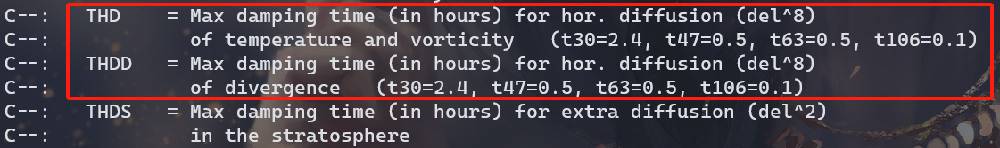 C--:   THD    = Max damping time (in hours) for hor. diffusion (del^8)
C--:            of temperature and vorticity   (t30=2.4, t47=0.5, t63=0.5, t106=0.1)
C--:   THDD   = Max damping time (in hours) for hor. diffusion (del^8)
C--:            of divergence   (t30=2.4, t47=0.5, t63=0.5, t106=0.1)
C--:   THDS   = Max damping time (in hours) for extra diffusion (del^2)
C--:            in the stratosphere